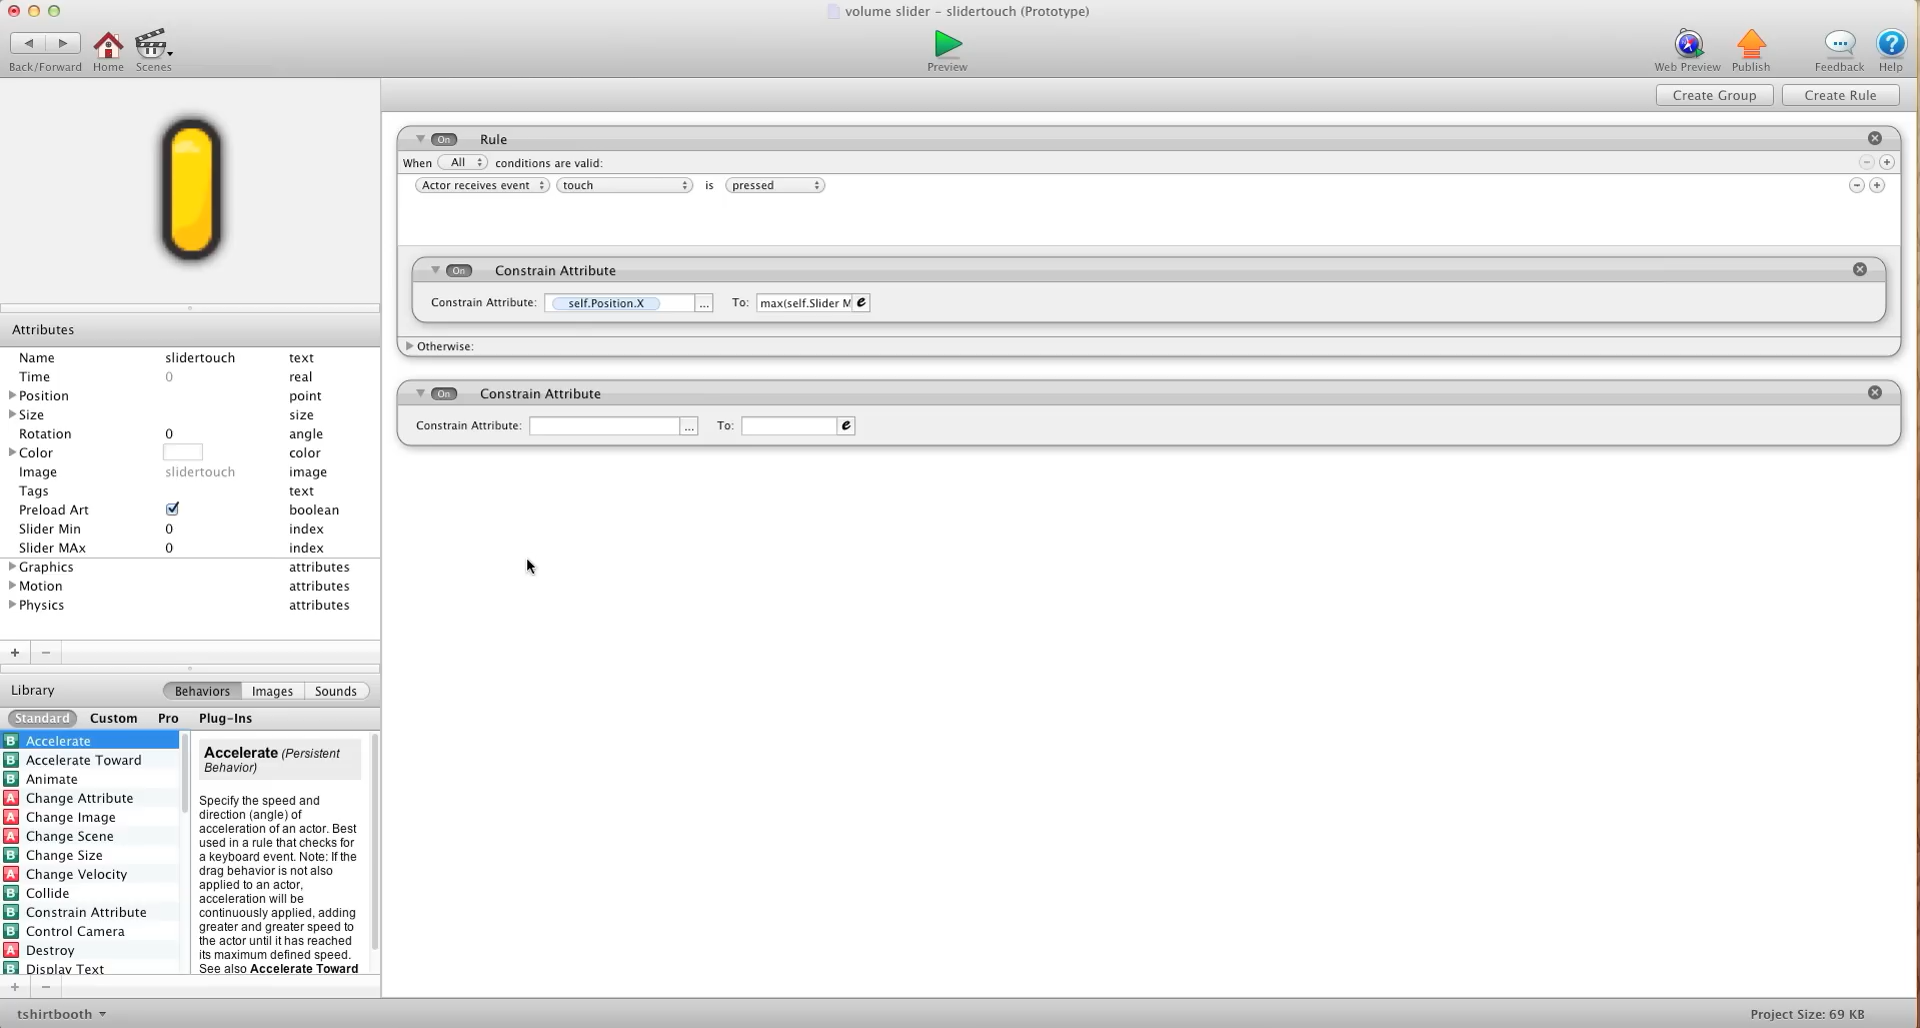 volume slider – slidertouch (Prototype)
Back/Forward
Home
Scenes
Preview
Web Preview
Publish
Feedback
Help
Create Group
Create Rule
On
Rule
When All conditions are valid:
Actor receives event touch is pressed
On
Constrain Attribute
Constrain Attribute: self.Position.X ... To: max(self.Slider M e
Otherwise:
On
Constrain Attribute
Constrain Attribute: ... To: e
Attributes
Name slidertouch text
Time 0 real
Position point
Size size
Rotation 0 angle
Color color
Image slidertouch image
Tags text
Preload Art boolean
Slider Min 0 index
Slider MAx 0 index
Graphics attributes
Motion attributes
Physics attributes
+ −
Library
Behaviors Images Sounds
Standard Custom Pro Plug-Ins
B Accelerate
B Accelerate Toward
B Animate
A Change Attribute
A Change Image
A Change Scene
B Change Size
A Change Velocity
B Collide
B Constrain Attribute
B Control Camera
A Destroy
B Display Text
Accelerate (Persistent
Behavior)
Specify the speed and
direction (angle) of
acceleration of an actor. Best
used in a rule that checks for
a keyboard event. Note: If the
drag behavior is not also
applied to an actor,
acceleration will be
continuously applied, adding
greater and greater speed to
the actor until it has reached
its maximum defined speed.
See also Accelerate Toward
+ −
tshirtbooth
Project Size: 69 KB